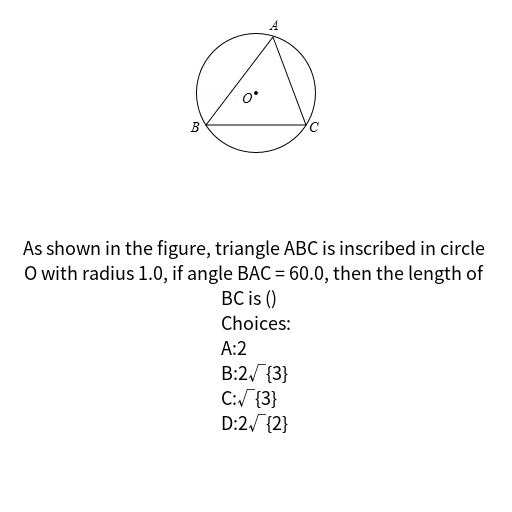 A
O
B
C
As shown in the figure, triangle ABC is inscribed in circle
O with radius 1.0, if angle BAC = 60.0, then the length of
BC is ()
Choices:
A:2
B:2√{3}
C:√{3}
D:2√{2}